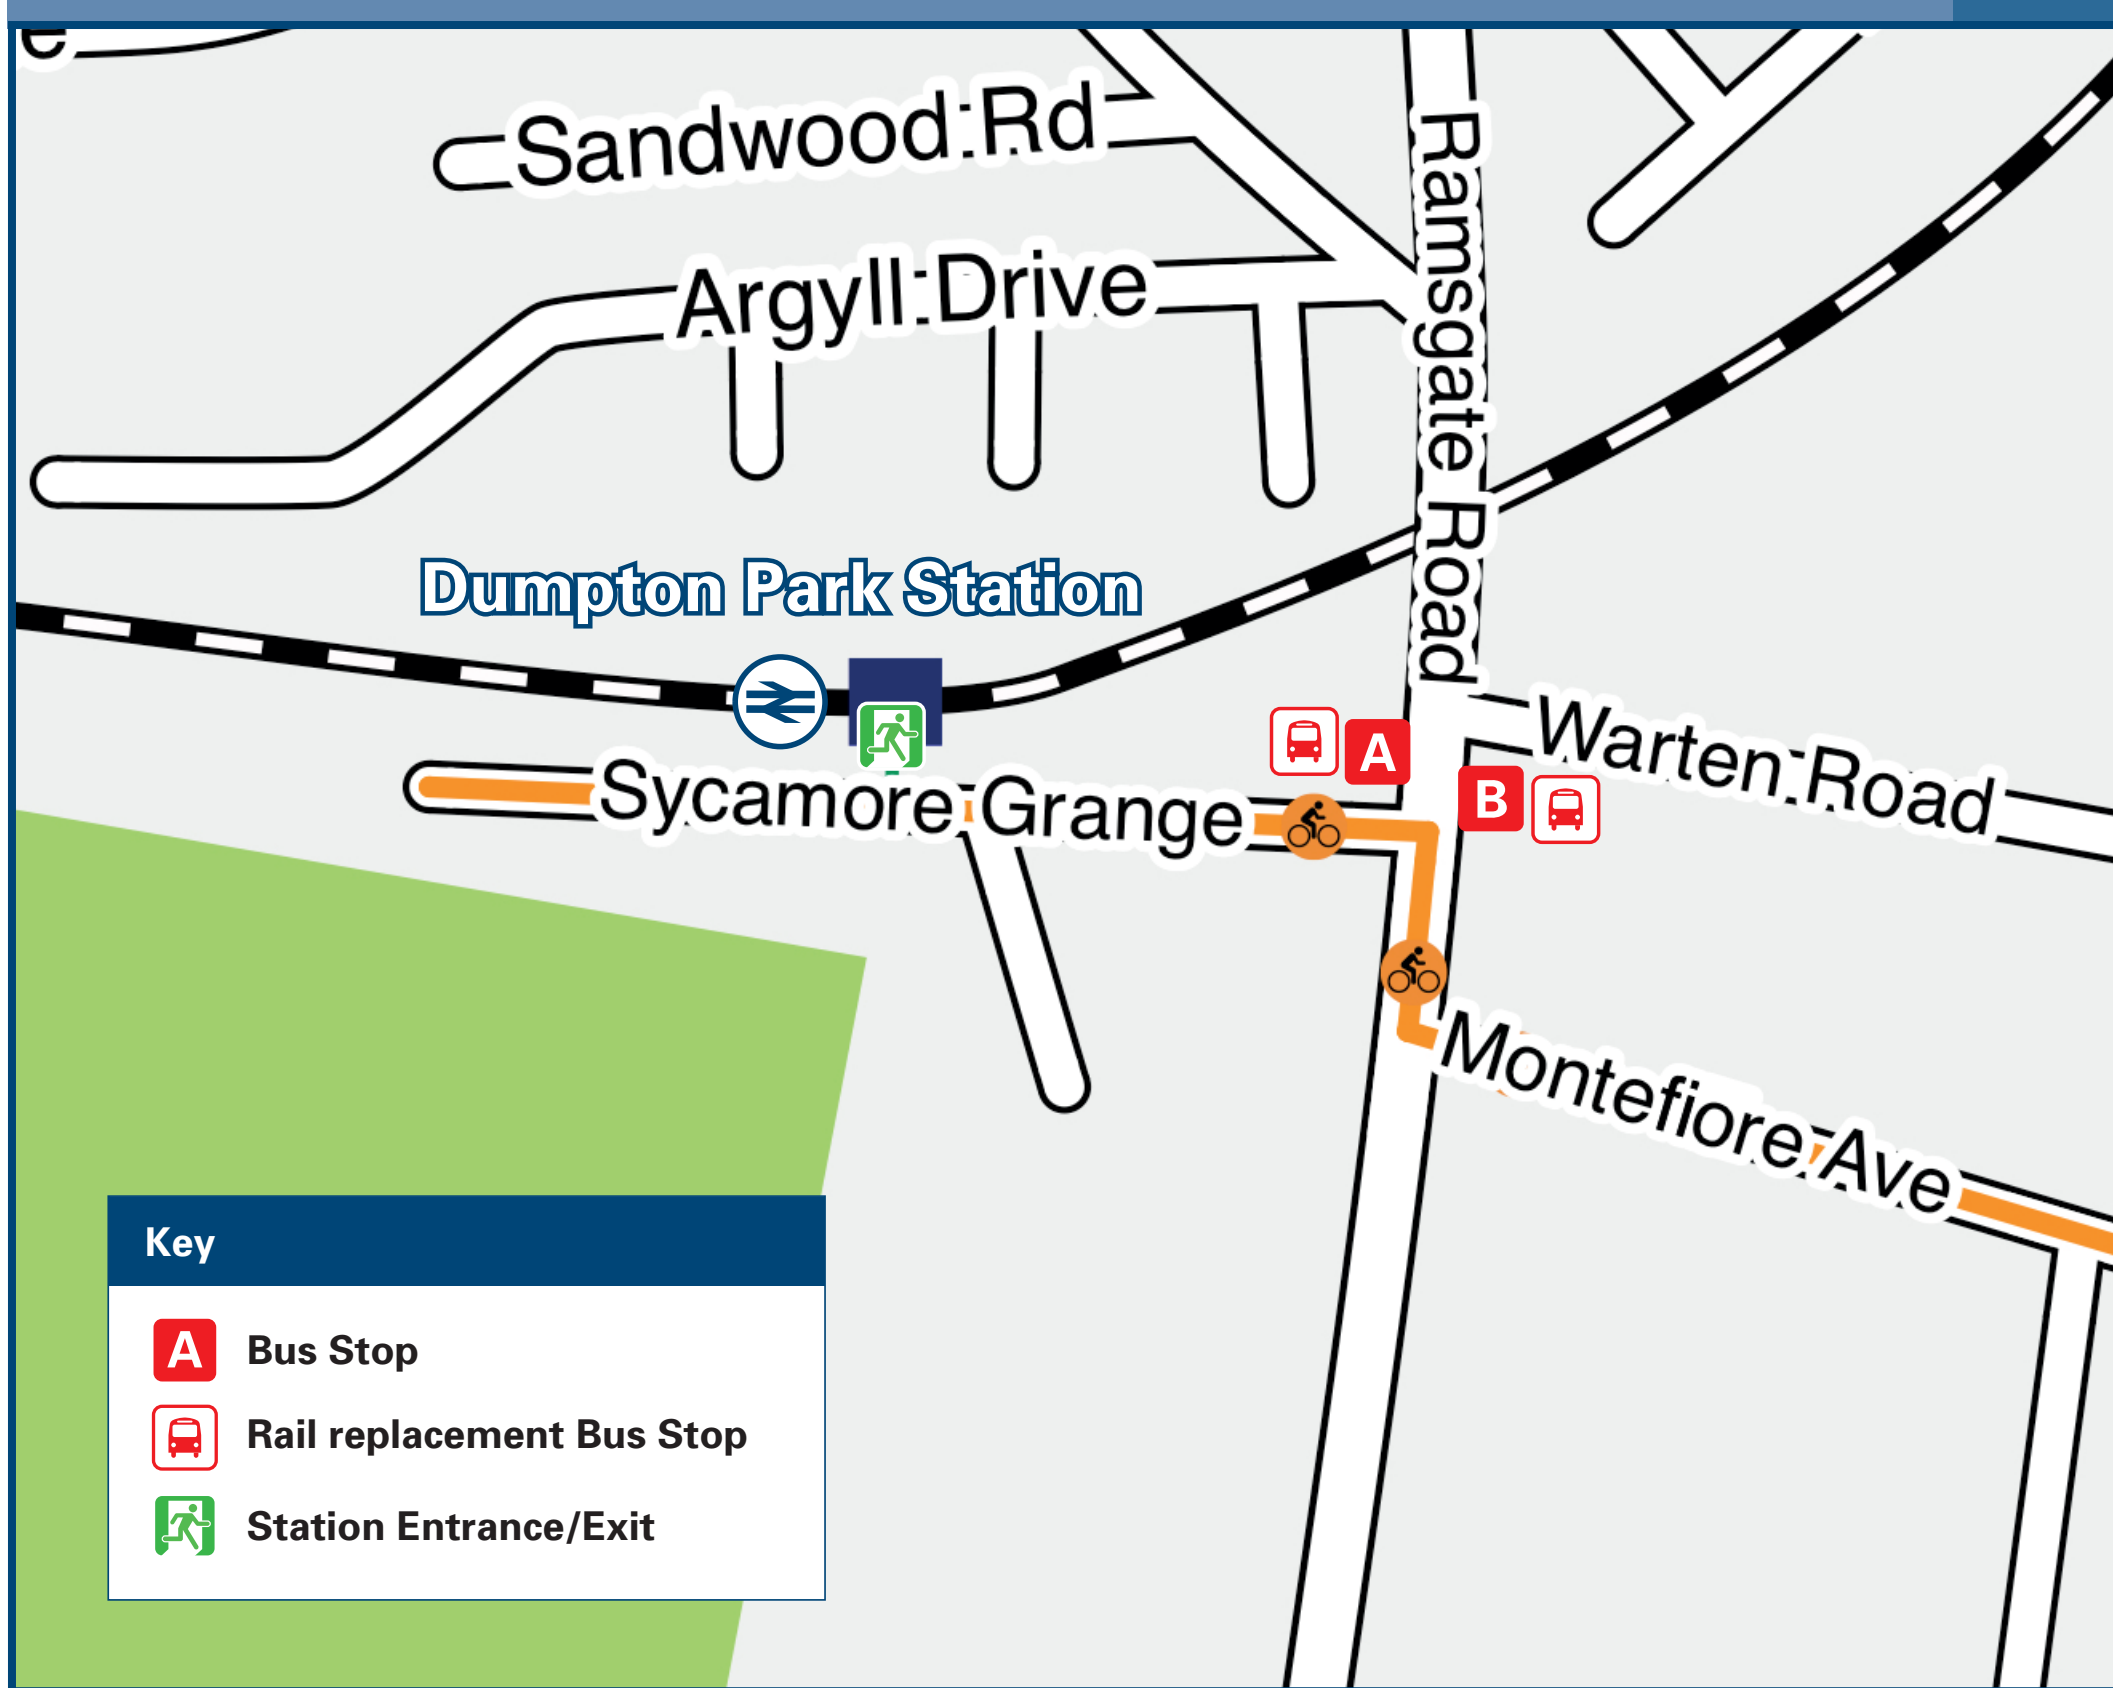 Sandwood Rd
Argyll Drive
Ramsgate Road
Dumpton Park Station
Warten Road
A
B
Sycamore Grange
Montefiore Ave
Key
A Bus Stop
Rail replacement Bus Stop
Station Entrance/Exit